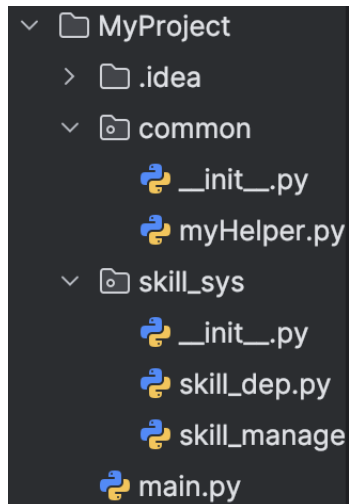 MyProject
.idea
common
__init__.py
myHelper.py
skill_sys
__init__.py
skill_dep.py
skill_manage
main.py